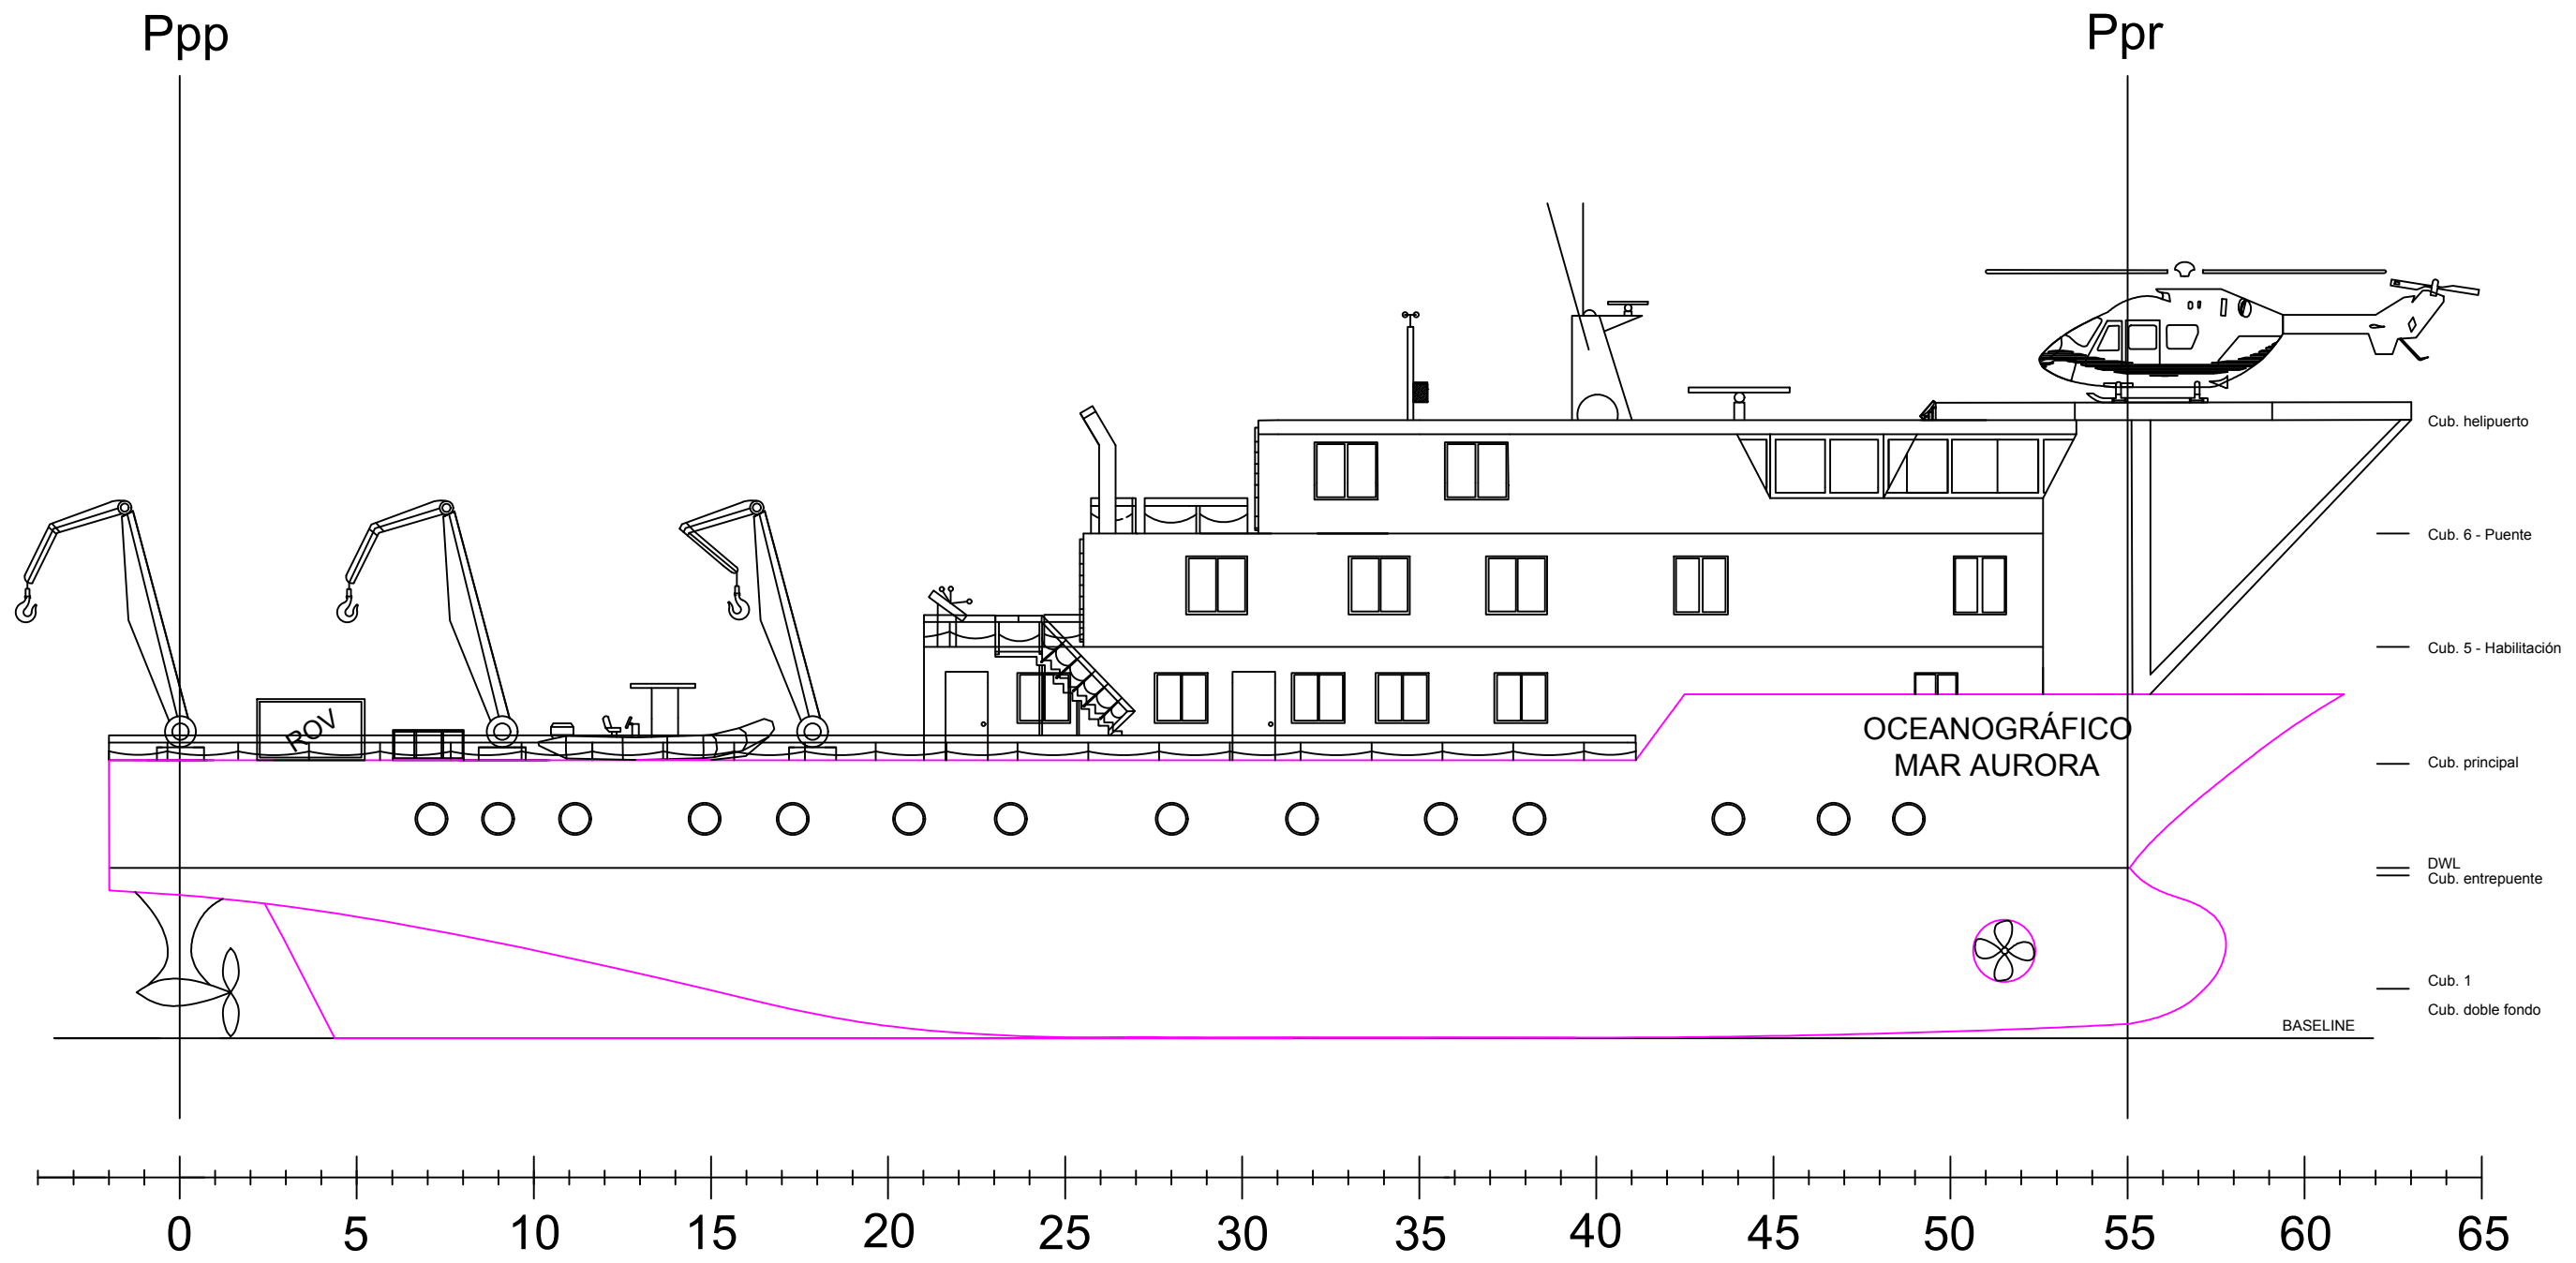 Ppp
Ppr
Cub. helipuerto
Cub. 6 - Puente
Cub. 5 - Habilitación
ROV
OCEANOGRÁFICO
MAR AURORA
Cub. principal
DWL
Cub. entrepuente
Cub. 1
Cub. doble fondo
BASELINE
0 5 10 15 20 25 30 35 40 45 50 55 60 65